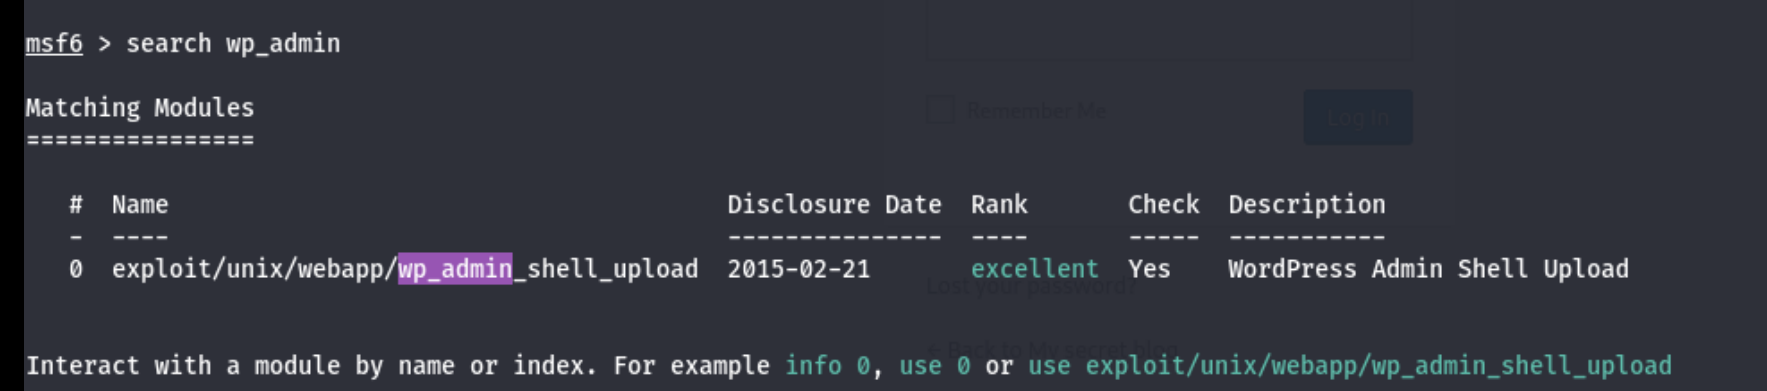 msf6 > search wp_admin
Matching Modules
================
# Name Disclosure Date Rank Check Description
- ---- --------------- ---- ----- -----------
0 exploit/unix/webapp/wp_admin_shell_upload 2015-02-21 excellent Yes WordPress Admin Shell Upload
Interact with a module by name or index. For example info 0, use 0 or use exploit/unix/webapp/wp_admin_shell_upload
Remember Me
Log In
Lost your password?
← Back to My secret blog